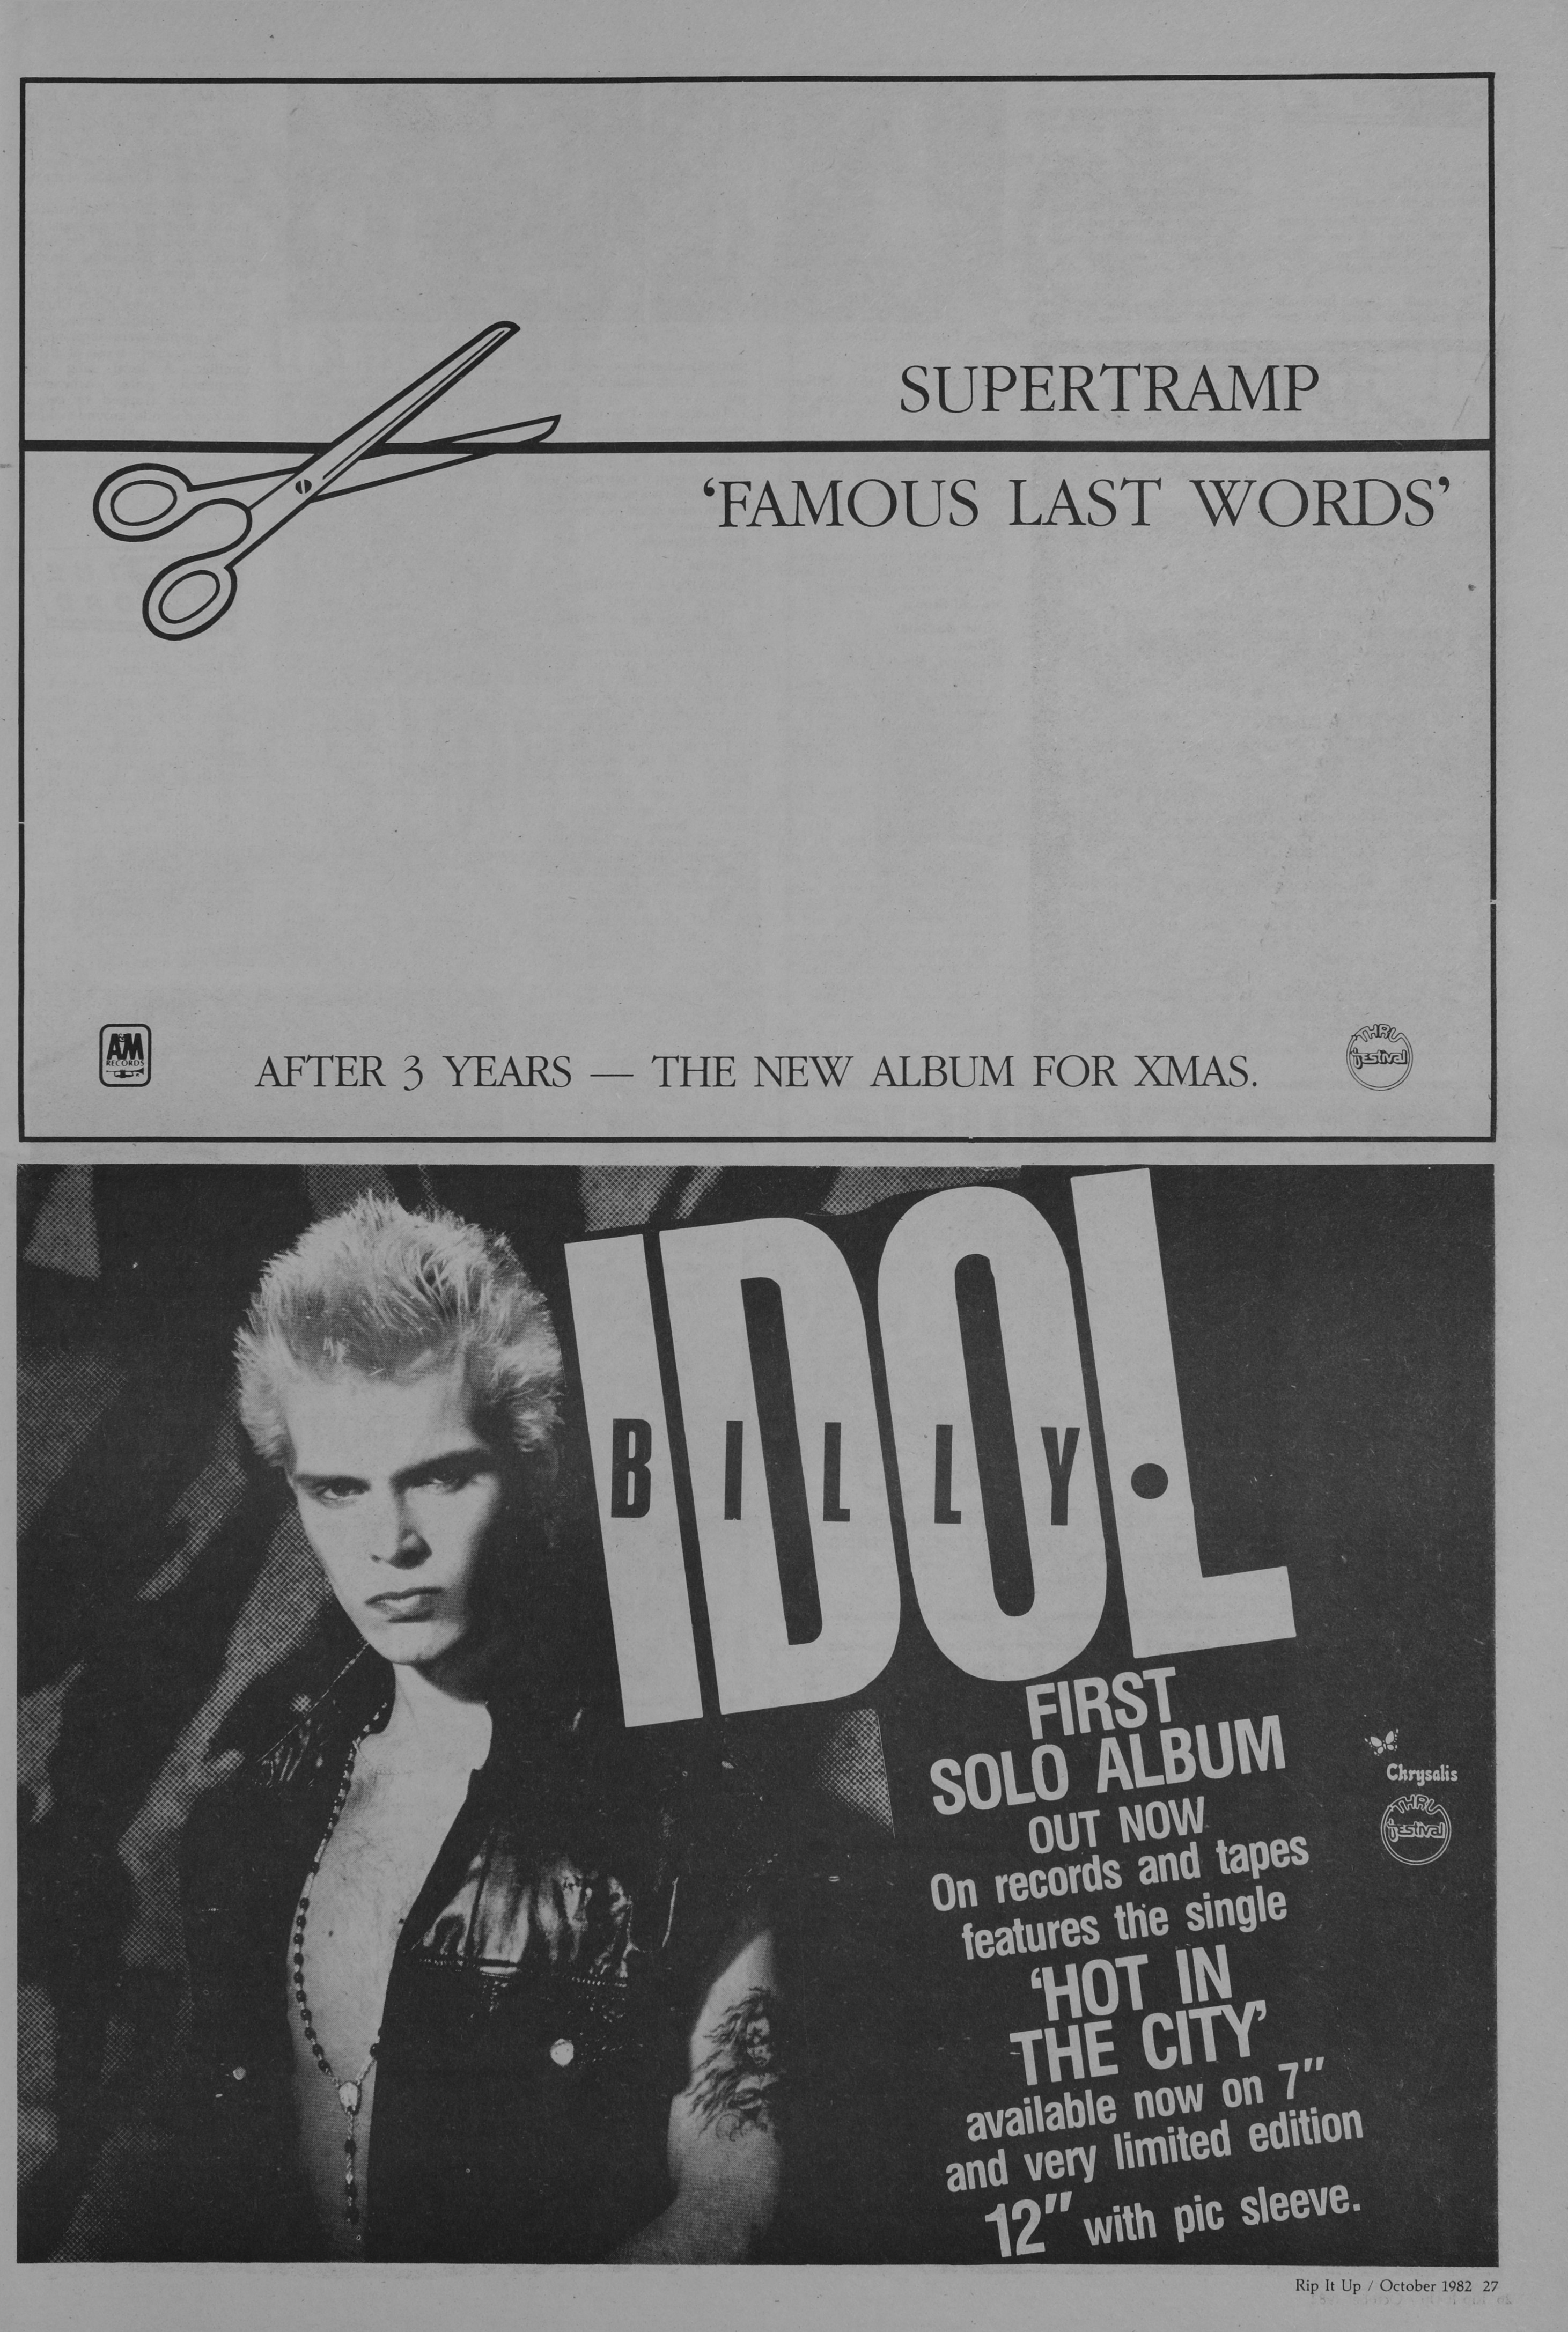 SUPERTRAMP
‘FAMOUS LAST WORDS’
A&M
RECORDS
AFTER 3 YEARS — THE NEW ALBUM FOR XMAS.
THRU
festival
IDOL
BILLY
FIRST
SOLO ALBUM
OUT NOW
On records and tapes
features the single
‘HOT IN
THE CITY’
available now on 7”
and very limited edition
12” with pic sleeve.
Chrysalis
THRU
festival
Rip It Up / October 1982 27